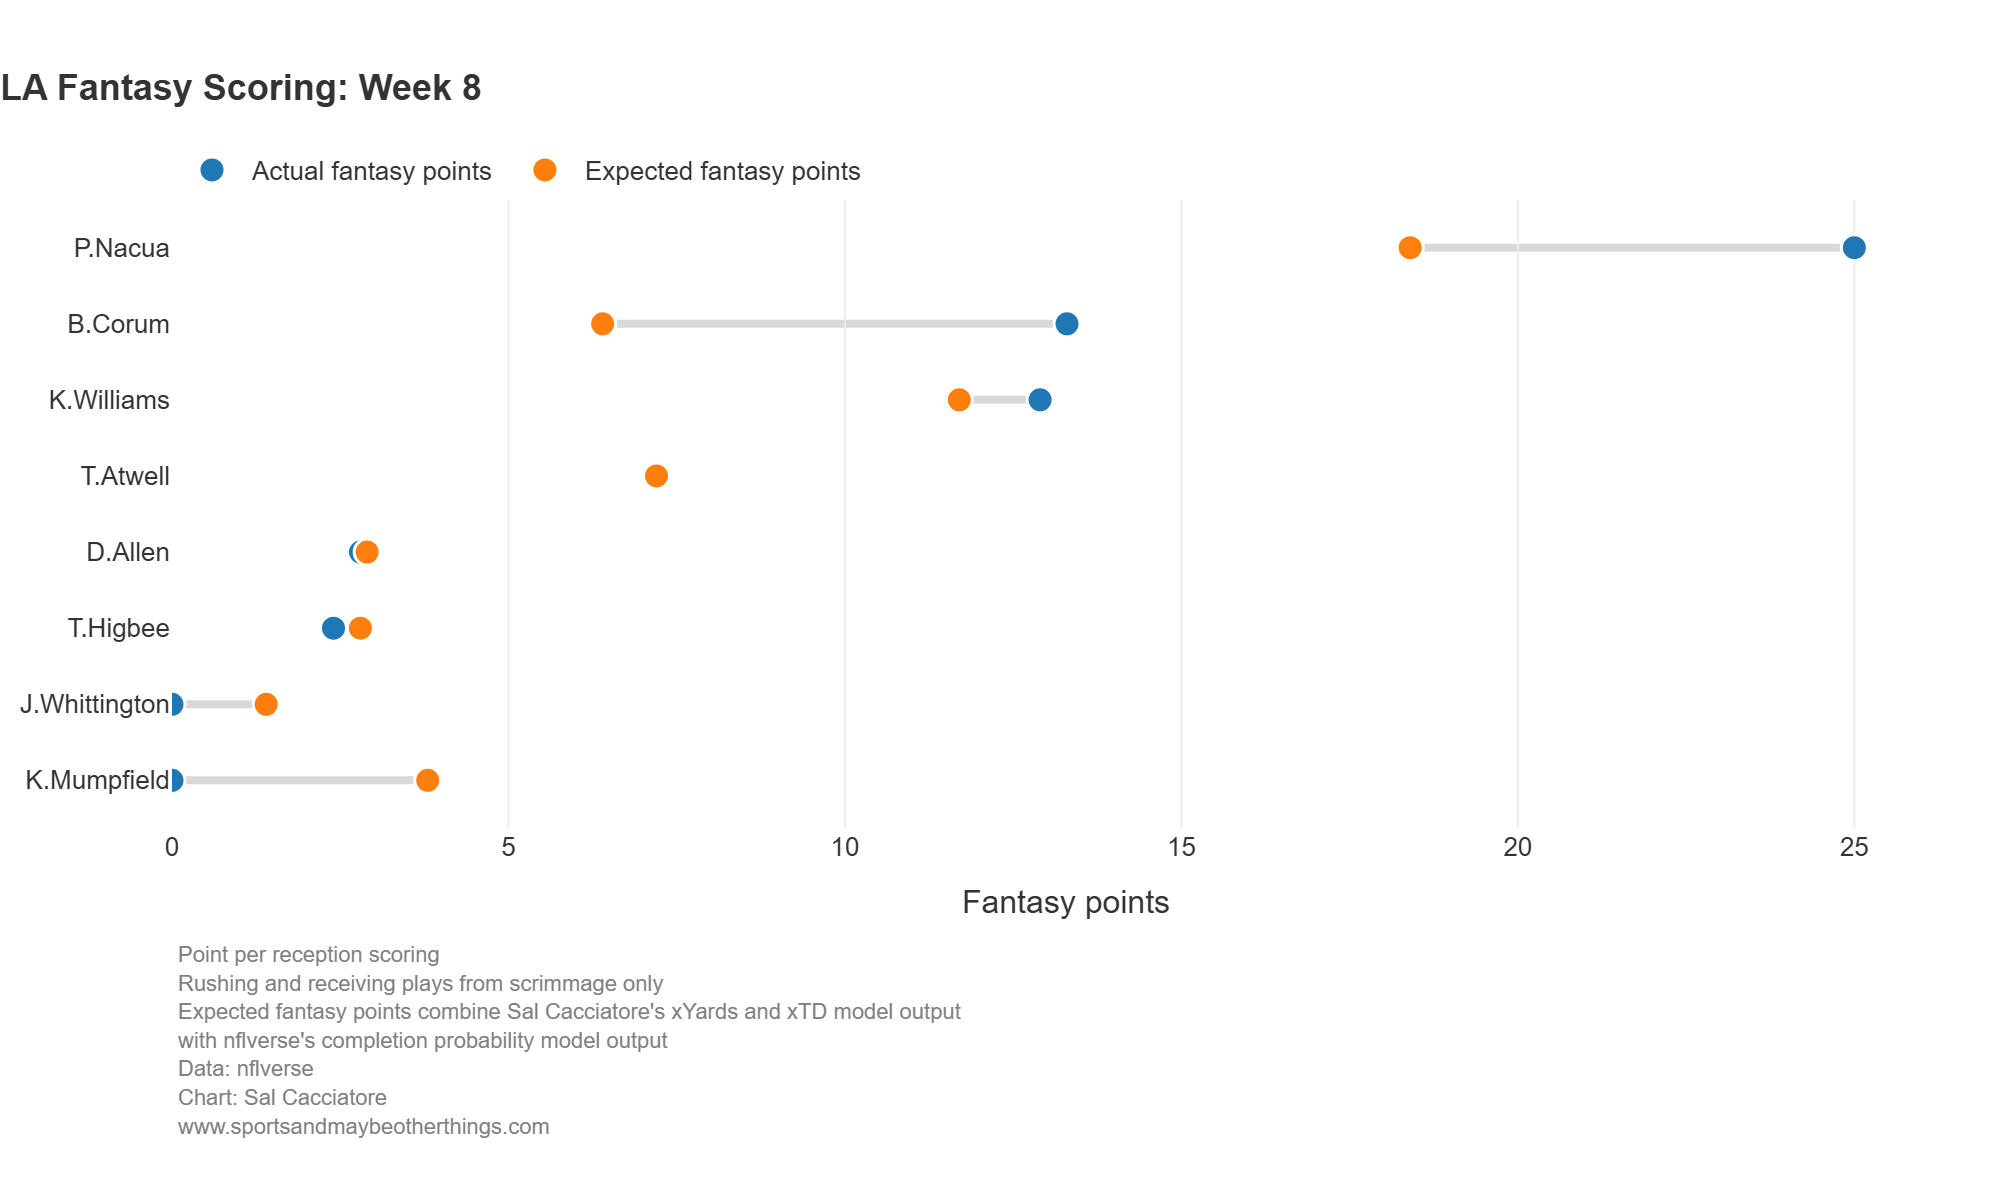 LA Fantasy Scoring: Week 8
Actual fantasy points Expected fantasy points
P.Nacua
B.Corum
K.Williams
T.Atwell
D.Allen
T.Higbee
J.Whittington
K.Mumpfield
0 5 10 15 20 25
Fantasy points
Point per reception scoring
Rushing and receiving plays from scrimmage only
Expected fantasy points combine Sal Cacciatore's xYards and xTD model output
with nflverse's completion probability model output
Data: nflverse
Chart: Sal Cacciatore
www.sportsandmaybeotherthings.com